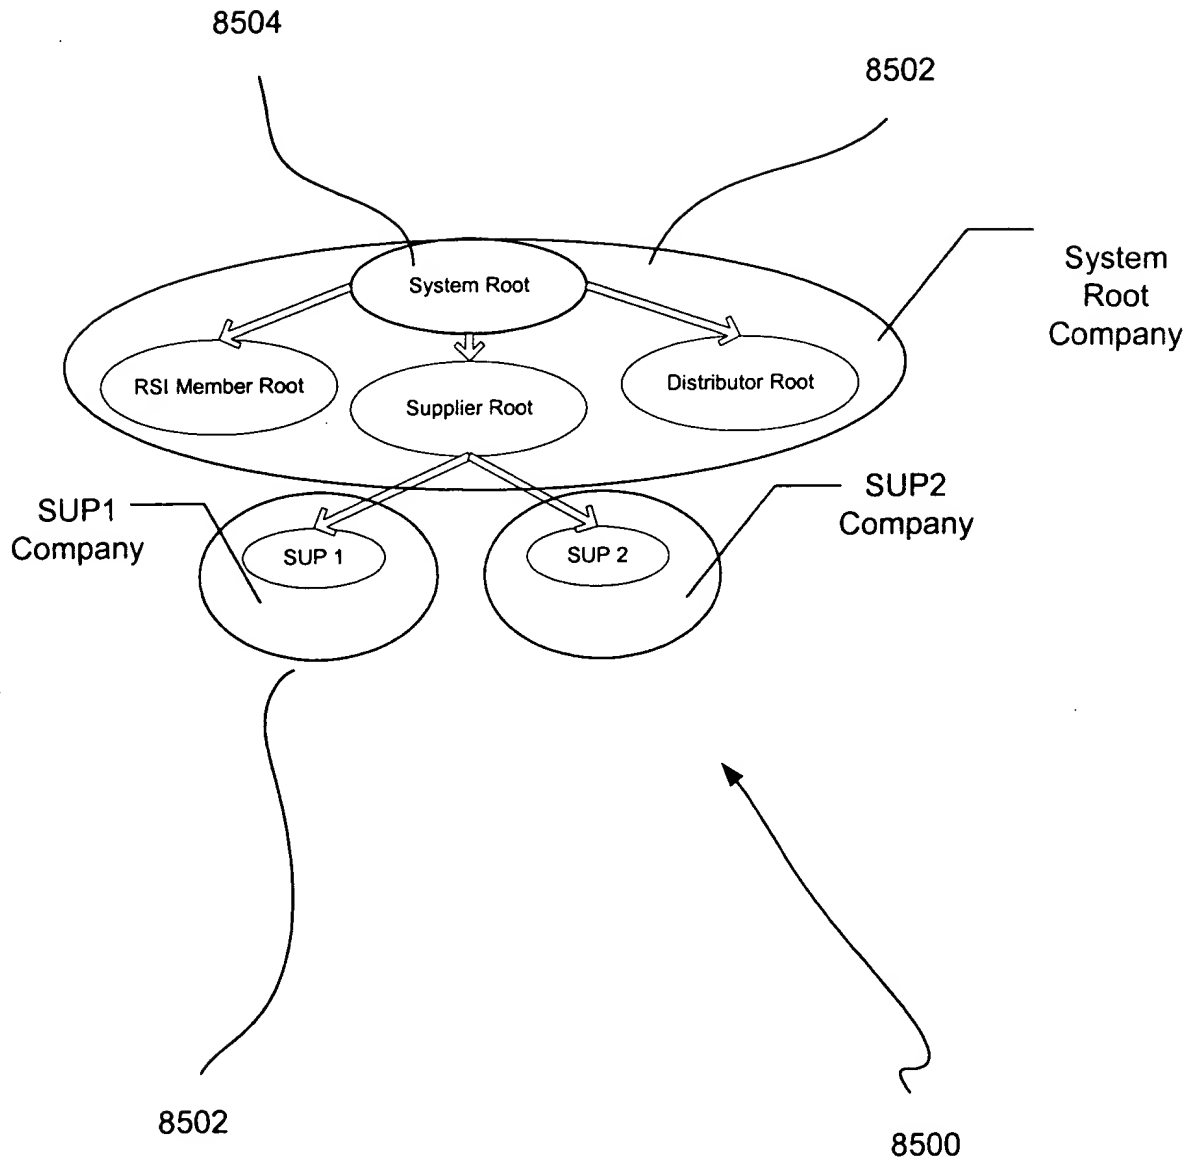 8504
8502
System Root
System
Root
Company
RSI Member Root
Supplier Root
Distributor Root
SUP1
Company
SUP2
Company
SUP 1
SUP 2
8502
8500